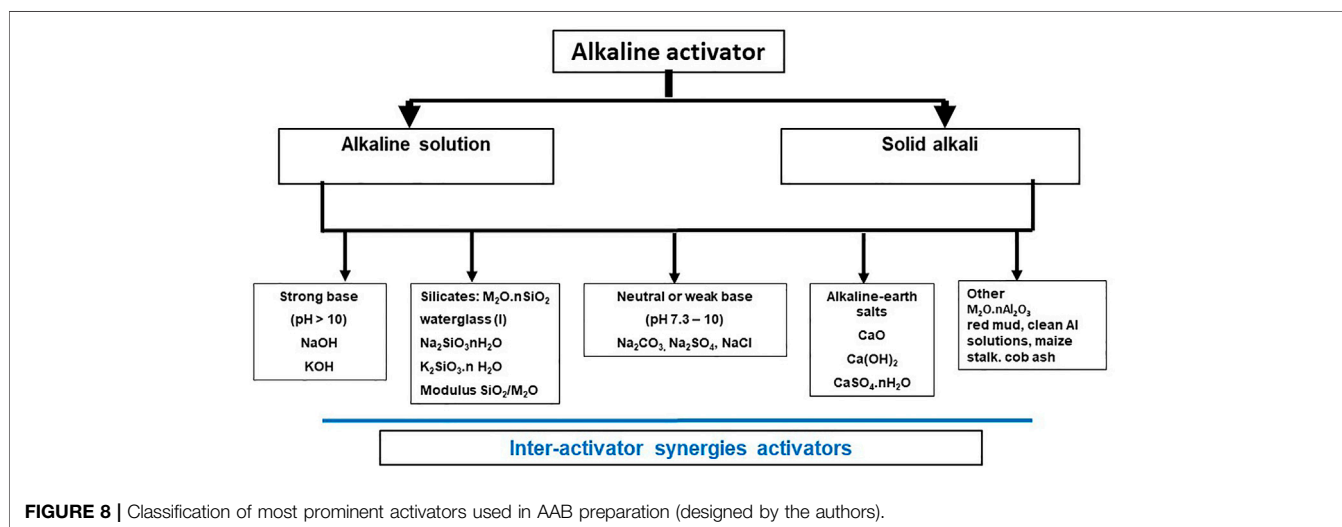 Alkaline activator
Alkaline solution
Solid alkali
Strong base
(pH > 10)
NaOH
KOH
Silicates: M₂O.nSiO₂
waterglass (l)
Na₂SiO₃nH₂O
K₂SiO₃.n H₂O
Modulus SiO₂/M₂O
Neutral or weak base
(pH 7.3 – 10)
Na₂CO₃, Na₂SO₄, NaCl
Alkaline-earth
salts
CaO
Ca(OH)₂
CaSO₄.nH₂O
Other
M₂O.nAl₂O₃
red mud, clean Al
solutions, maize
stalk. cob ash
Inter-activator synergies activators
FIGURE 8 | Classification of most prominent activators used in AAB preparation (designed by the authors).